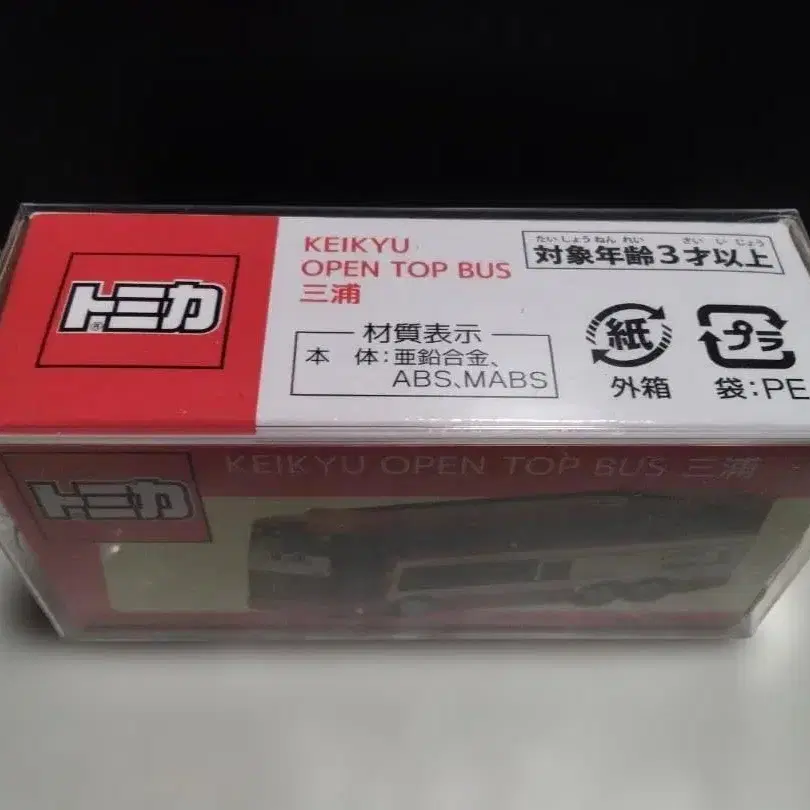 トミカ
®
KEIKYU
OPEN TOP BUS
三浦
たいしょうねんれい さいいじょう
対象年齢3才以上
材質表示
本 体:亜鉛合金、
ABS、MABS
紙
外箱
プラ
袋:PE
トミカ
KEIKYU OPEN TOP BUS 三浦